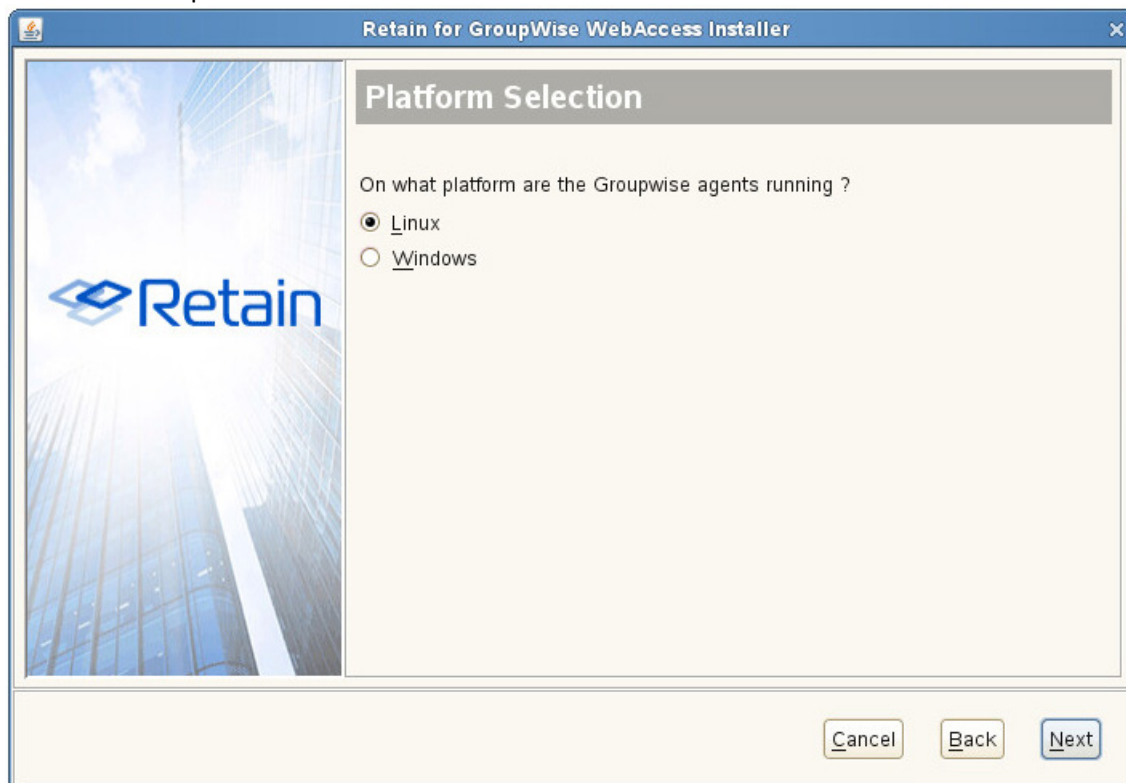 Retain for GroupWise WebAccess Installer
Platform Selection
On what platform are the Groupwise agents running ?
Linux
Windows
Retain
Cancel Back Next